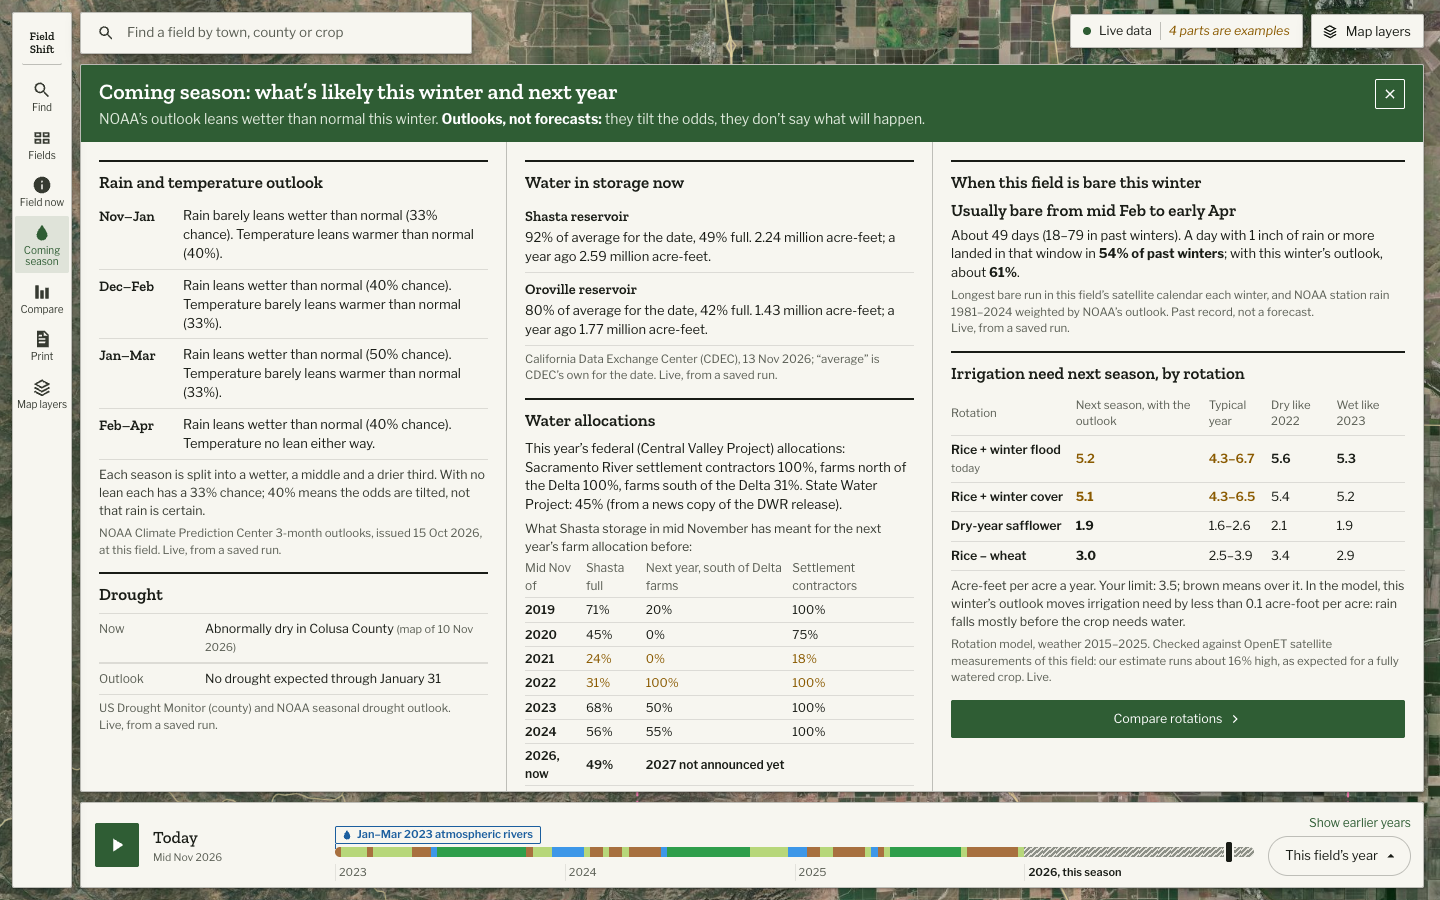 Field
Shift
Find
Fields
Field now
Coming
season
Compare
Print
Map layers
Find a field by town, county or crop
Live data
4 parts are examples
Map layers
Coming season: what's likely this winter and next year
NOAA's outlook leans wetter than normal this winter. Outlooks, not forecasts: they tilt the odds, they don't say what will happen.
Rain and temperature outlook
Nov–Jan
Rain barely leans wetter than normal (33%
chance). Temperature leans warmer than normal
(40%).
Dec–Feb
Rain leans wetter than normal (40% chance).
Temperature barely leans warmer than normal
(33%).
Jan–Mar
Rain leans wetter than normal (50% chance).
Temperature barely leans warmer than normal
(33%).
Feb–Apr
Rain leans wetter than normal (40% chance).
Temperature no lean either way.
Each season is split into a wetter, a middle and a drier third. With no
lean each has a 33% chance; 40% means the odds are tilted, not
that rain is certain.
NOAA Climate Prediction Center 3-month outlooks, issued 15 Oct 2026,
at this field. Live, from a saved run.
Drought
Now
Abnormally dry in Colusa County (map of 10 Nov
2026)
Outlook
No drought expected through January 31
US Drought Monitor (county) and NOAA seasonal drought outlook.
Live, from a saved run.
Water in storage now
Shasta reservoir
92% of average for the date, 49% full. 2.24 million acre-feet; a
year ago 2.59 million acre-feet.
Oroville reservoir
80% of average for the date, 42% full. 1.43 million acre-feet; a
year ago 1.77 million acre-feet.
California Data Exchange Center (CDEC), 13 Nov 2026; “average” is
CDEC's own for the date. Live, from a saved run.
Water allocations
This year's federal (Central Valley Project) allocations:
Sacramento River settlement contractors 100%, farms north of
the Delta 100%, farms south of the Delta 31%. State Water
Project: 45% (from a news copy of the DWR release).
What Shasta storage in mid November has meant for the next
year's farm allocation before:
Mid Nov of Shasta full Next year, south of Delta farms Settlement contractors
2019 71% 20% 100%
2020 45% 0% 75%
2021 24% 0% 18%
2022 31% 100% 100%
2023 68% 50% 100%
2024 56% 55% 100%
2026, now 49% 2027 not announced yet
When this field is bare this winter
Usually bare from mid Feb to early Apr
About 49 days (18–79 in past winters). A day with 1 inch of rain or more
landed in that window in 54% of past winters; with this winter's outlook,
about 61%.
Longest bare run in this field's satellite calendar each winter, and NOAA station rain
1981–2024 weighted by NOAA's outlook. Past record, not a forecast.
Live, from a saved run.
Irrigation need next season, by rotation
Rotation Next season, with the outlook Typical year Dry like 2022 Wet like 2023
Rice + winter flood today 5.2 4.3–6.7 5.6 5.3
Rice + winter cover 5.1 4.3–6.5 5.4 5.2
Dry-year safflower 1.9 1.6–2.6 2.1 1.9
Rice – wheat 3.0 2.5–3.9 3.4 2.9
Acre-feet per acre a year. Your limit: 3.5; brown means over it. In the model, this
winter's outlook moves irrigation need by less than 0.1 acre-foot per acre: rain
falls mostly before the crop needs water.
Rotation model, weather 2015–2025. Checked against OpenET satellite
measurements of this field: our estimate runs about 16% high, as expected for a fully
watered crop. Live.
Compare rotations
Today
Mid Nov 2026
Jan–Mar 2023 atmospheric rivers
2023
2024
2025
2026, this season
Show earlier years
This field's year